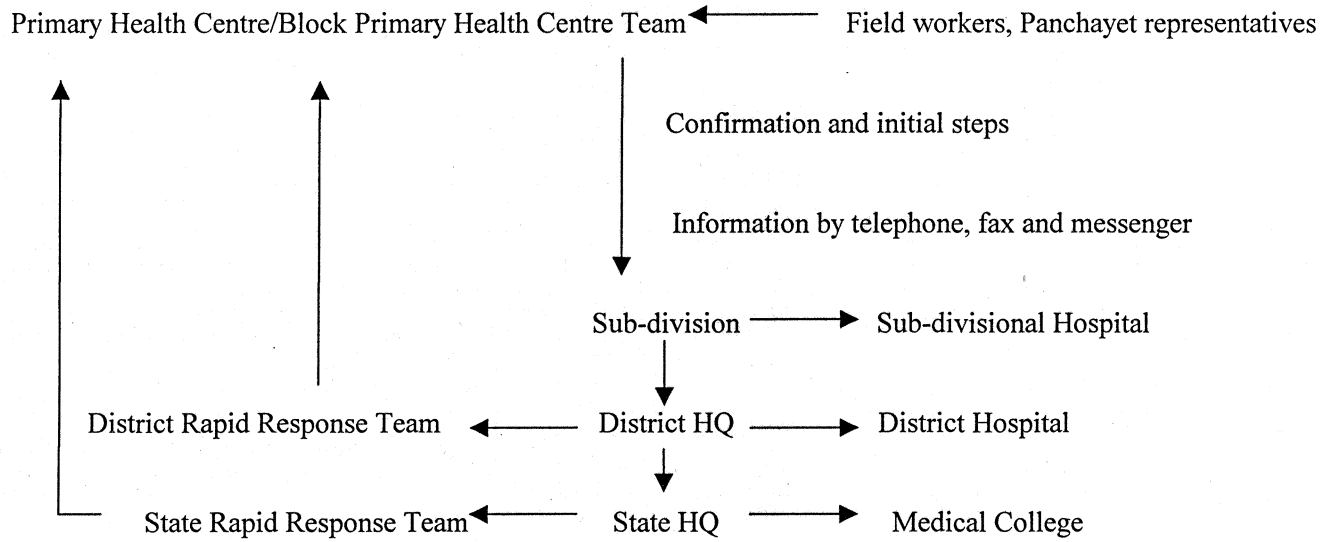 Primary Health Centre/Block Primary Health Centre Team
Field workers, Panchayet representatives
Confirmation and initial steps
Information by telephone, fax and messenger
Sub-division
Sub-divisional Hospital
District Rapid Response Team
District HQ
District Hospital
State Rapid Response Team
State HQ
Medical College